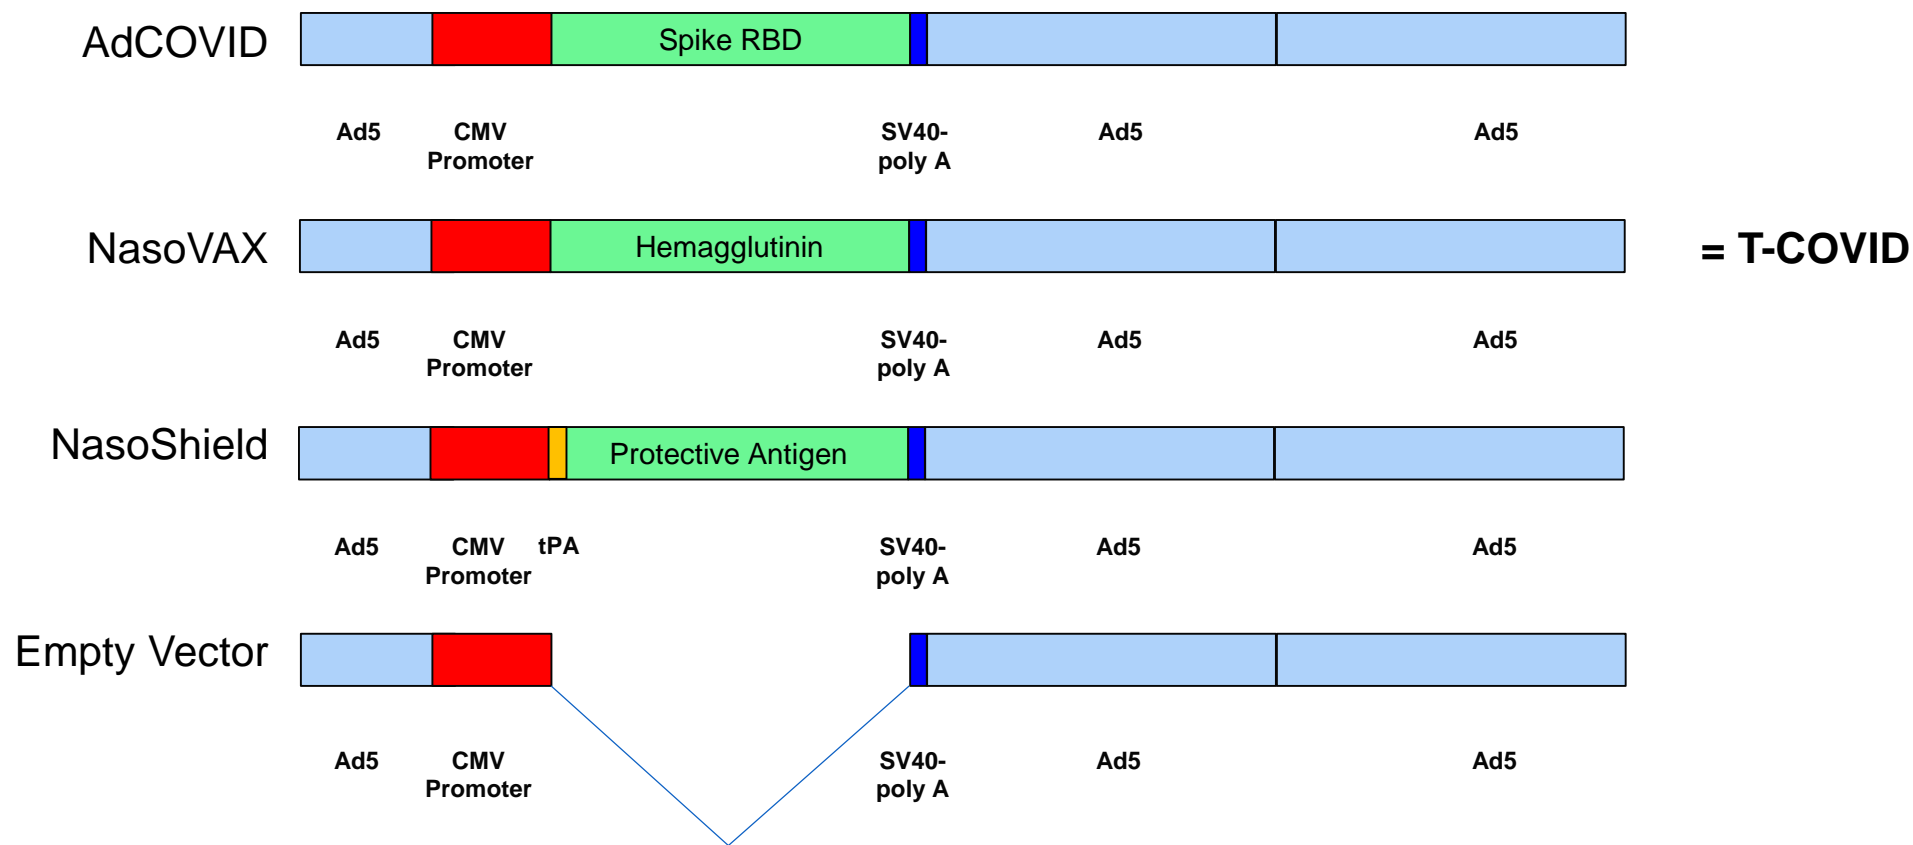 AdCOVID Spike RBD
Ad5 CMV SV40- Ad5 Ad5
Promoter poly A
NasoVAX Hemagglutinin = T-COVID
Ad5 CMV SV40- Ad5 Ad5
Promoter poly A
NasoShield Protective Antigen
Ad5 CMV tPA SV40- Ad5 Ad5
Promoter poly A
Empty Vector
Ad5 CMV SV40- Ad5 Ad5
Promoter poly A